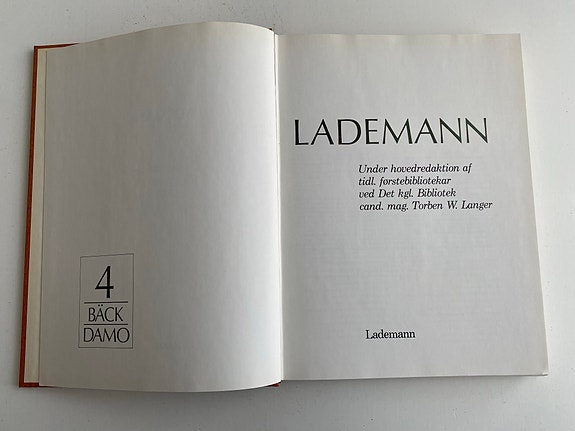 4
BÄCK
DAMO
LADEMANN
Under hovedredaktion af
tidl. førstebibliotekar
ved Det kgl. Bibliotek
cand. mag. Torben W. Langer
Lademann